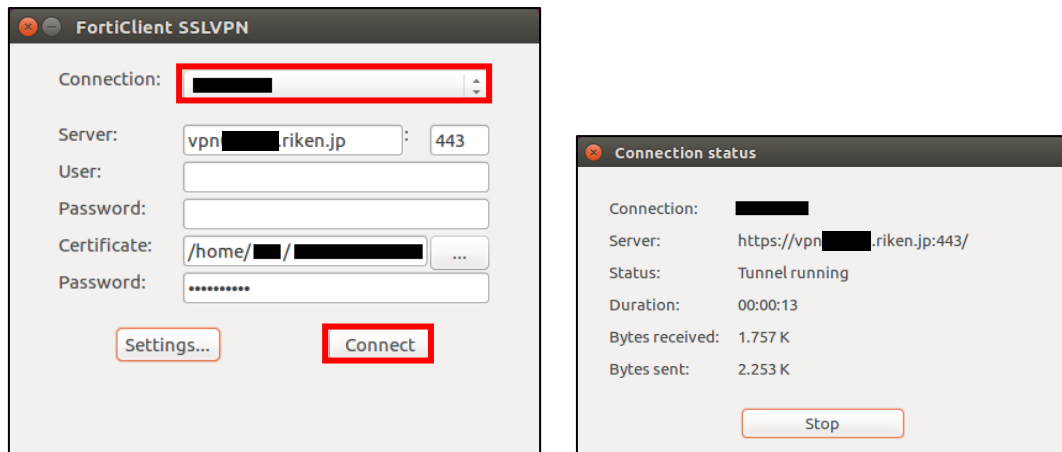 FortiClient SSLVPN
Connection:
Server: vpn .riken.jp : 443
User:
Password:
Certificate: /home/ / ...
Password: ••••••••••
Settings... Connect
Connection status
Connection:
Server: https://vpn .riken.jp:443/
Status: Tunnel running
Duration: 00:00:13
Bytes received: 1.757 K
Bytes sent: 2.253 K
Stop